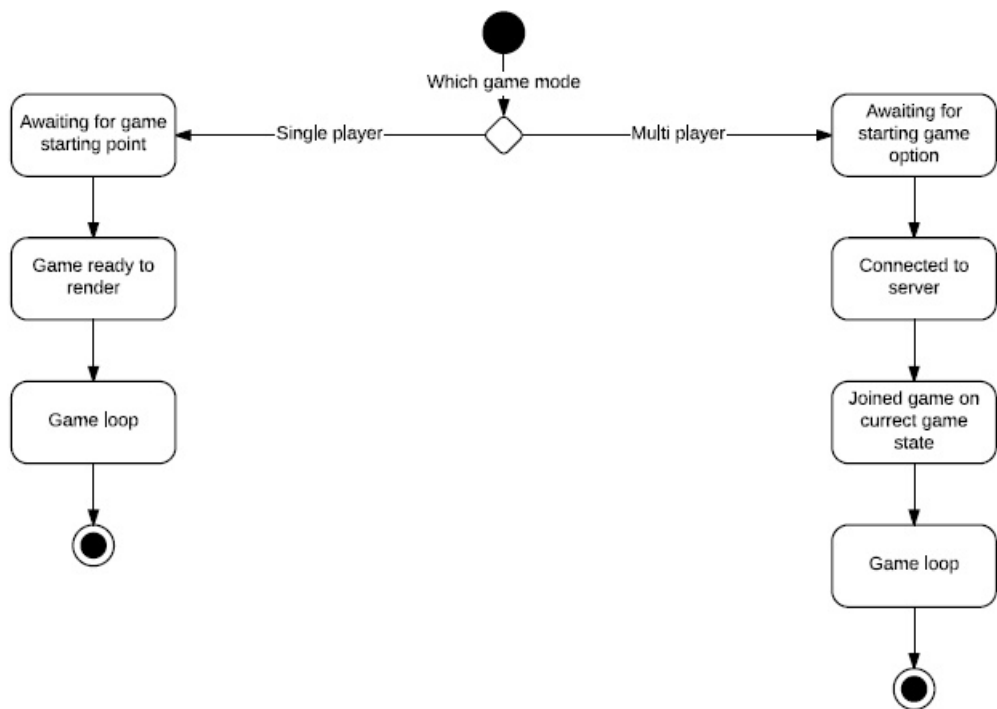 Which game mode
Awaiting for game
starting point
Single player
Multi player
Awaiting for
starting game
option
Game ready to
render
Connected to
server
Game loop
Joined game on
currect game
state
Game loop